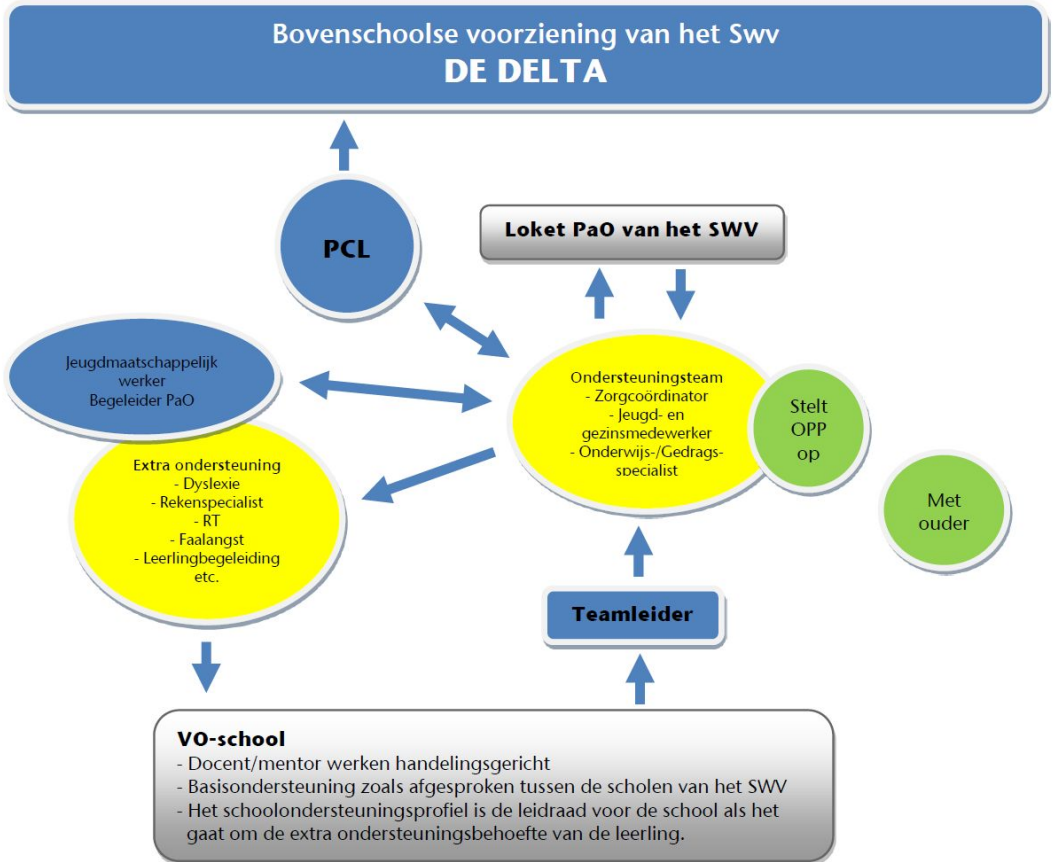 Bovenschoolse voorziening van het Swv
DE DELTA
PCL
Loket PaO van het SWV
Jeugdmaatschappelijk
werker
Begeleider PaO
Ondersteuningsteam
- Zorgcoördinator
- Jeugd- en
gezinsmedewerker
- Onderwijs-/Gedrags-
specialist
Stelt
OPP
op
Met
ouder
Extra ondersteuning
- Dyslexie
- Rekenspecialist
- RT
- Faalangst
- Leerlingbegeleiding
etc.
Teamleider
VO-school
- Docent/mentor werken handelingsgericht
- Basisondersteuning zoals afgesproken tussen de scholen van het SWV
- Het schoolondersteuningsprofiel is de leidraad voor de school als het
gaat om de extra ondersteuningsbehoefte van de leerling.